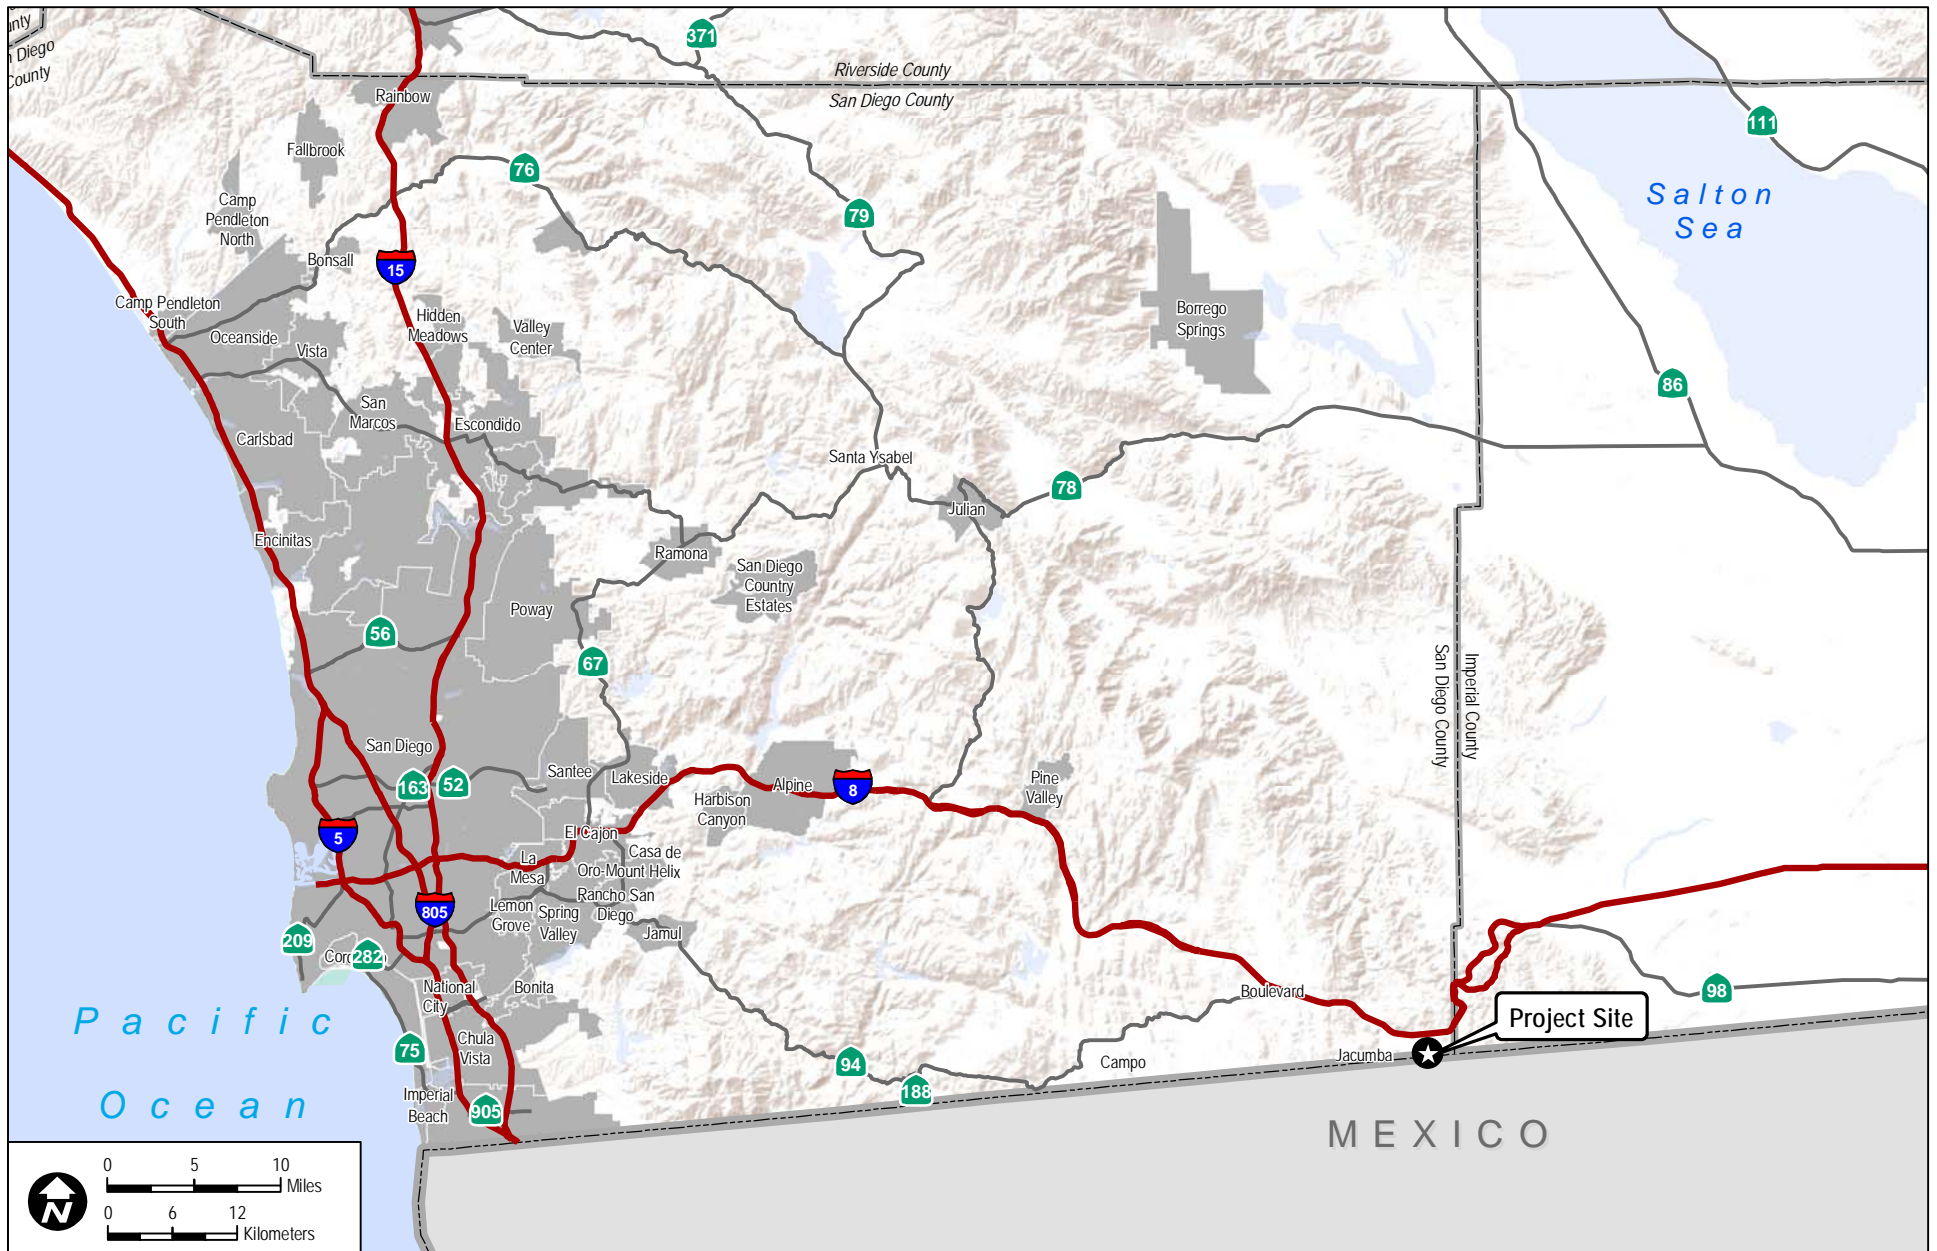 unty
n Diego
County
371
Riverside County
San Diego County
Rainbow
111
Fallbrook
76
Salton
Sea
Camp
Pendleton
North
79
Bonsall
15
Camp Pendleton
South
Hidden
Meadows
Valley
Center
Borrego
Springs
Oceanside
Vista
86
San
Marcos
Escondido
Carlsbad
Santa Ysabel
78
Julian
Encinitas
Ramona
San Diego
Country
Estates
Poway
56
67
San Diego County
Imperial County
San Diego
Santee
Lakeside
163
52
Alpine
8
Pine
Valley
Harbison
Canyon
5
El Cajon
La
Mesa
Casa de
Oro-Mount Helix
805
Lemon
Grove
Spring
Valley
Rancho San
Diego
Jamul
209
282
National
City
Bonita
Boulevard
98
Project Site
Pacific
Ocean
75
Chula
Vista
94
188
Campo
Jacumba
Imperial
Beach
905
MEXICO
0 5 10
Miles
0 6 12
Kilometers
N